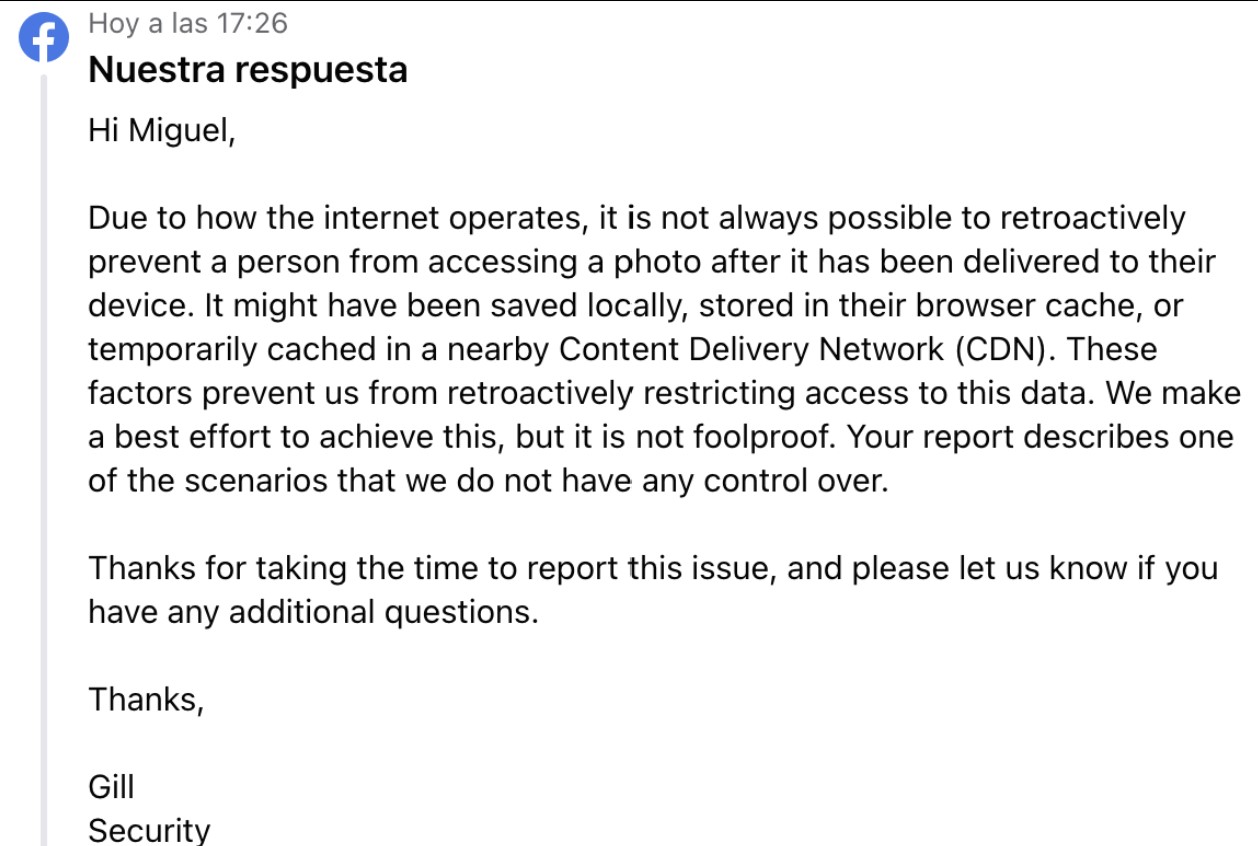 Hoy a las 17:26
Nuestra respuesta
Hi Miguel,
Due to how the internet operates, it is not always possible to retroactively
prevent a person from accessing a photo after it has been delivered to their
device. It might have been saved locally, stored in their browser cache, or
temporarily cached in a nearby Content Delivery Network (CDN). These
factors prevent us from retroactively restricting access to this data. We make
a best effort to achieve this, but it is not foolproof. Your report describes one
of the scenarios that we do not have any control over.
Thanks for taking the time to report this issue, and please let us know if you
have any additional questions.
Thanks,
Gill
Security